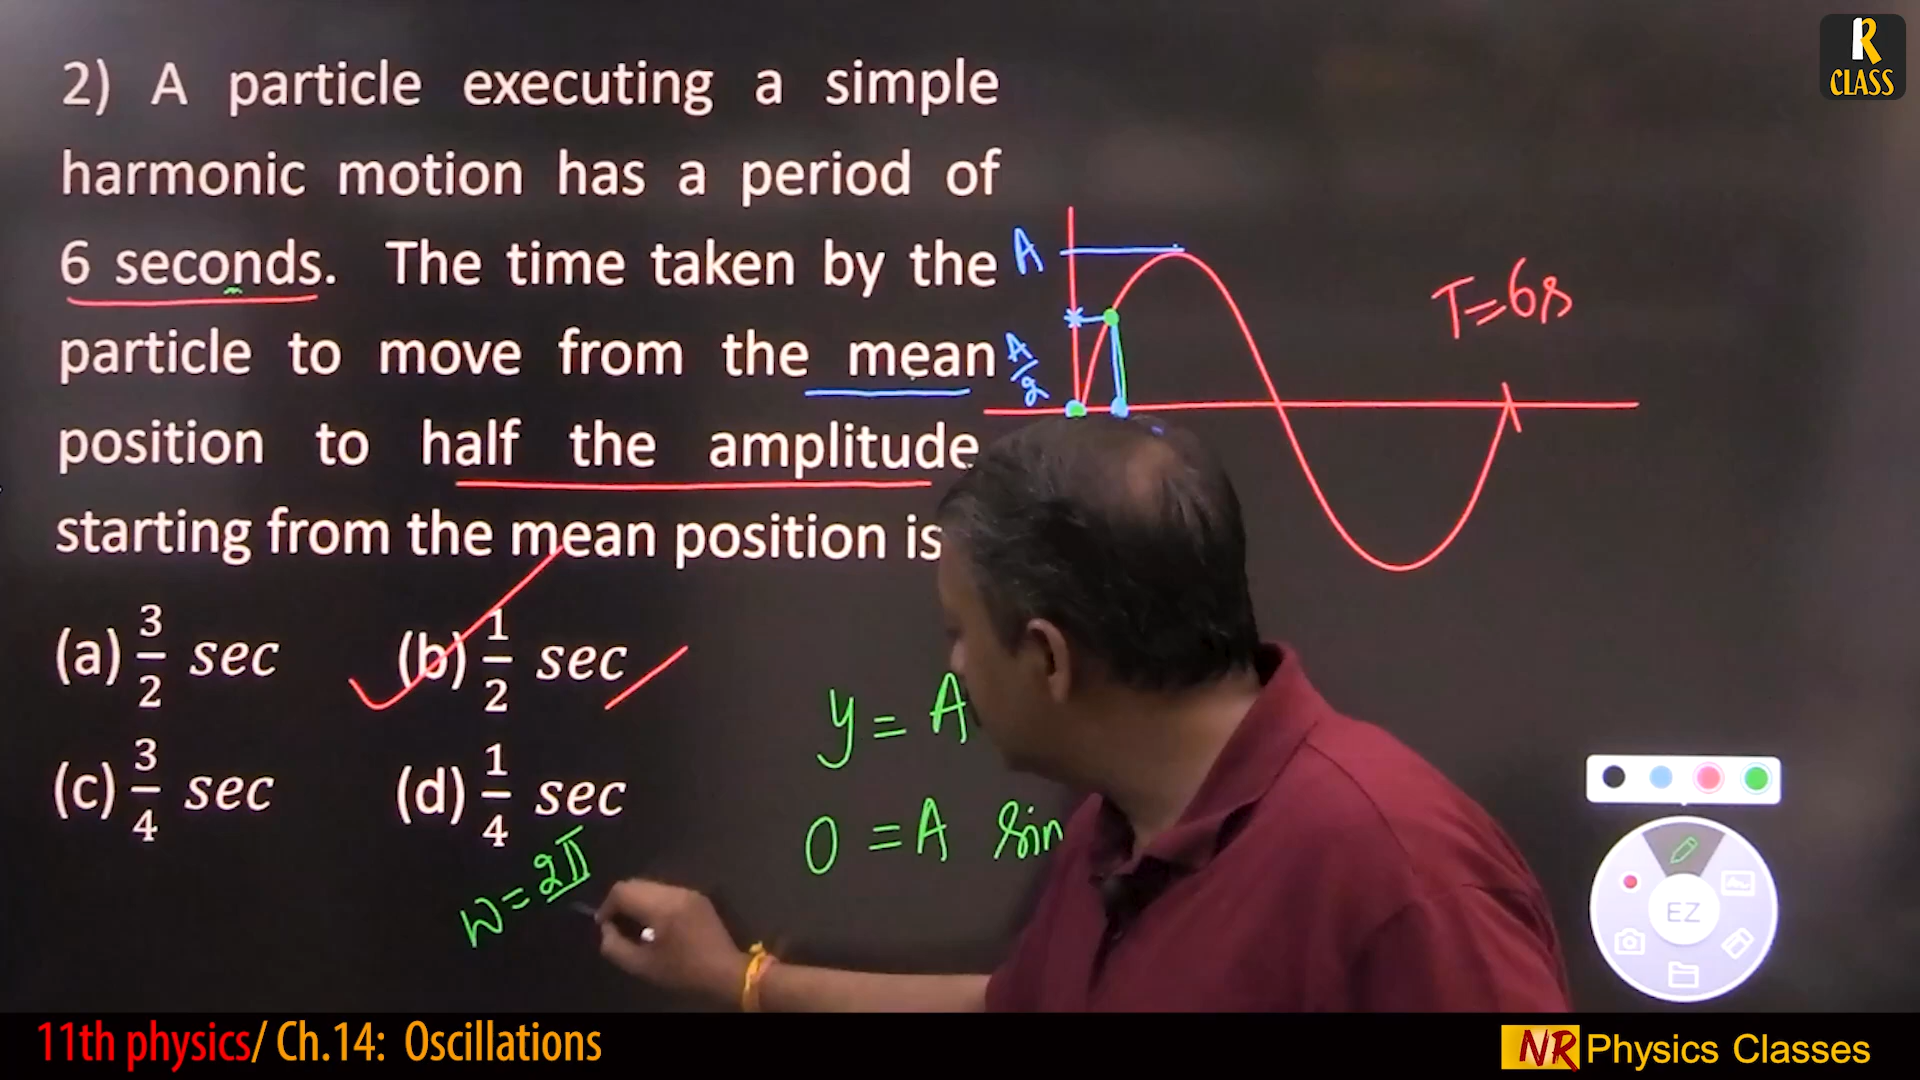 R
CLASS
2) A particle executing a simple
harmonic motion has a period of
6 seconds. The time taken by the
particle to move from the mean
position to half the amplitude
starting from the mean position is
(a) 3/2 sec (b) 1/2 sec
(c) 3/4 sec (d) 1/4 sec
A
A/2
T=6s
y = A
0 = A sin
w = 2π
EZ
11th physics/ Ch.14: Oscillations
NR Physics Classes